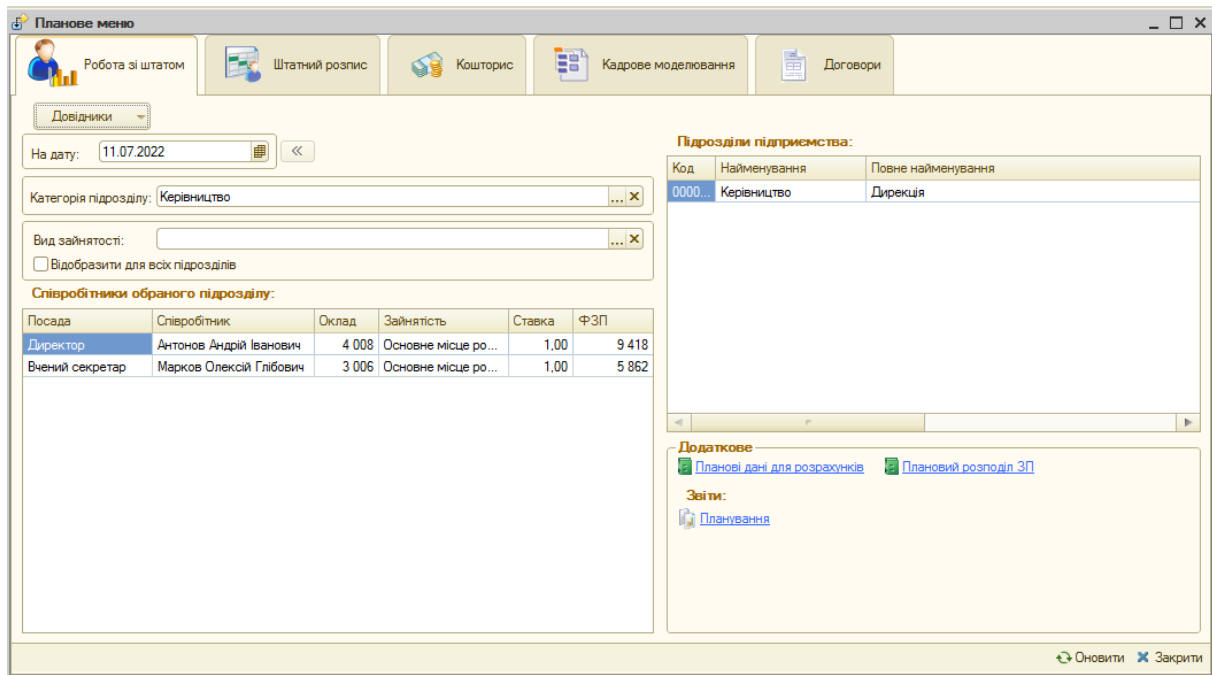 Планове меню
Робота зі штатом
Штатний розпис
Кошторис
Кадрове моделювання
Договори
Довідники
На дату: 11.07.2022
Категорія підрозділу: Керівництво
Вид зайнятості:
Відобразити для всіх підрозділів
Співробітники обраного підрозділу:
Посада Співробітник Оклад Зайнятість Ставка ФЗП
Директор Антонов Андрій Іванович 4 008 Основне місце ро... 1,00 9 418
Вчений секретар Марков Олексій Глібович 3 006 Основне місце ро... 1,00 5 862
Підрозділи підприємства:
Код Найменування Повне найменування
0000... Керівництво Дирекція
Додаткове
Планові дані для розрахунків Плановий розподіл ЗП
Звіти:
Планування
Оновити Закрити